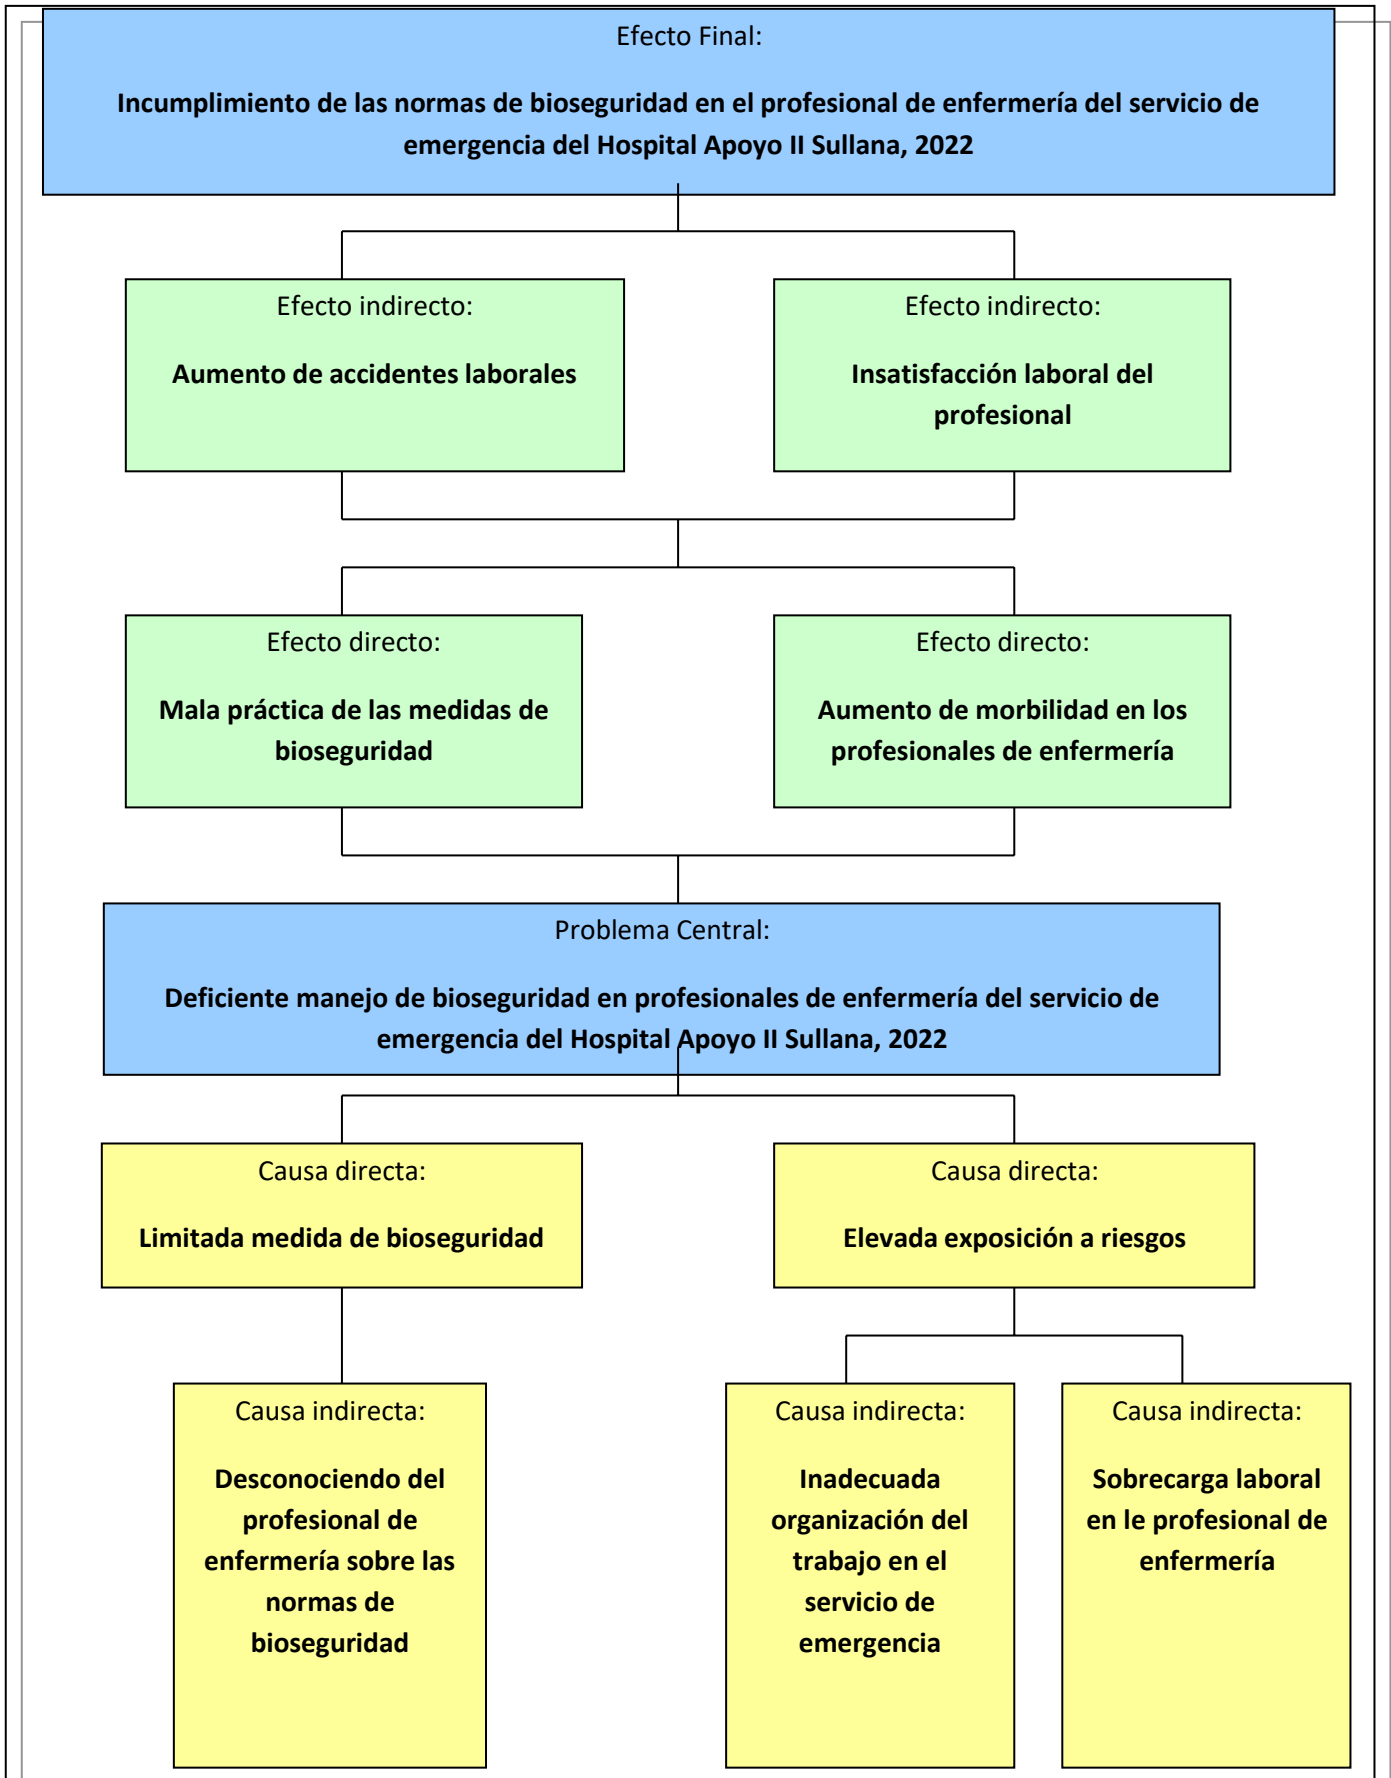 Efecto Final:
Incumplimiento de las normas de bioseguridad en el profesional de enfermería del servicio de
emergencia del Hospital Apoyo II Sullana, 2022
Efecto indirecto:
Aumento de accidentes laborales
Efecto indirecto:
Insatisfacción laboral del
profesional
Efecto directo:
Mala práctica de las medidas de
bioseguridad
Efecto directo:
Aumento de morbilidad en los
profesionales de enfermería
Problema Central:
Deficiente manejo de bioseguridad en profesionales de enfermería del servicio de
emergencia del Hospital Apoyo II Sullana, 2022
Causa directa:
Limitada medida de bioseguridad
Causa directa:
Elevada exposición a riesgos
Causa indirecta:
Desconociendo del
profesional de
enfermería sobre las
normas de
bioseguridad
Causa indirecta:
Inadecuada
organización del
trabajo en el
servicio de
emergencia
Causa indirecta:
Sobrecarga laboral
en le profesional de
enfermería